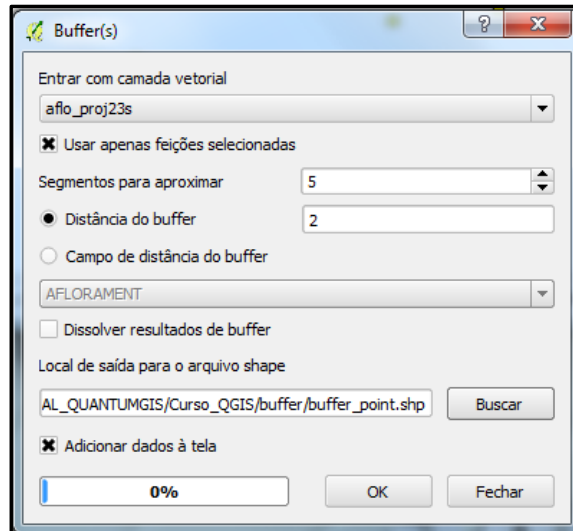 Buffer(s)
?
X
Entrar com camada vetorial
aflo_proj23s
Usar apenas feições selecionadas
Segmentos para aproximar
5
Distância do buffer
2
Campo de distância do buffer
AFLORAMENT
Dissolver resultados de buffer
Local de saída para o arquivo shape
AL_QUANTUMGIS/Curso_QGIS/buffer/buffer_point.shp
Buscar
Adicionar dados à tela
0%
OK
Fechar